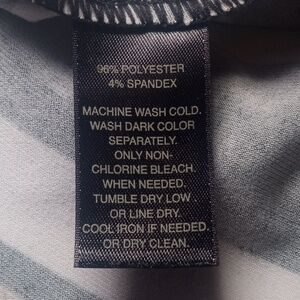 96% POLYESTER
4% SPANDEX
MACHINE WASH COLD.
WASH DARK COLOR
SEPARATELY.
ONLY NON-
CHLORINE BLEACH.
WHEN NEEDED.
TUMBLE DRY LOW
OR LINE DRY.
COOL IRON IF NEEDED.
OR DRY CLEAN.